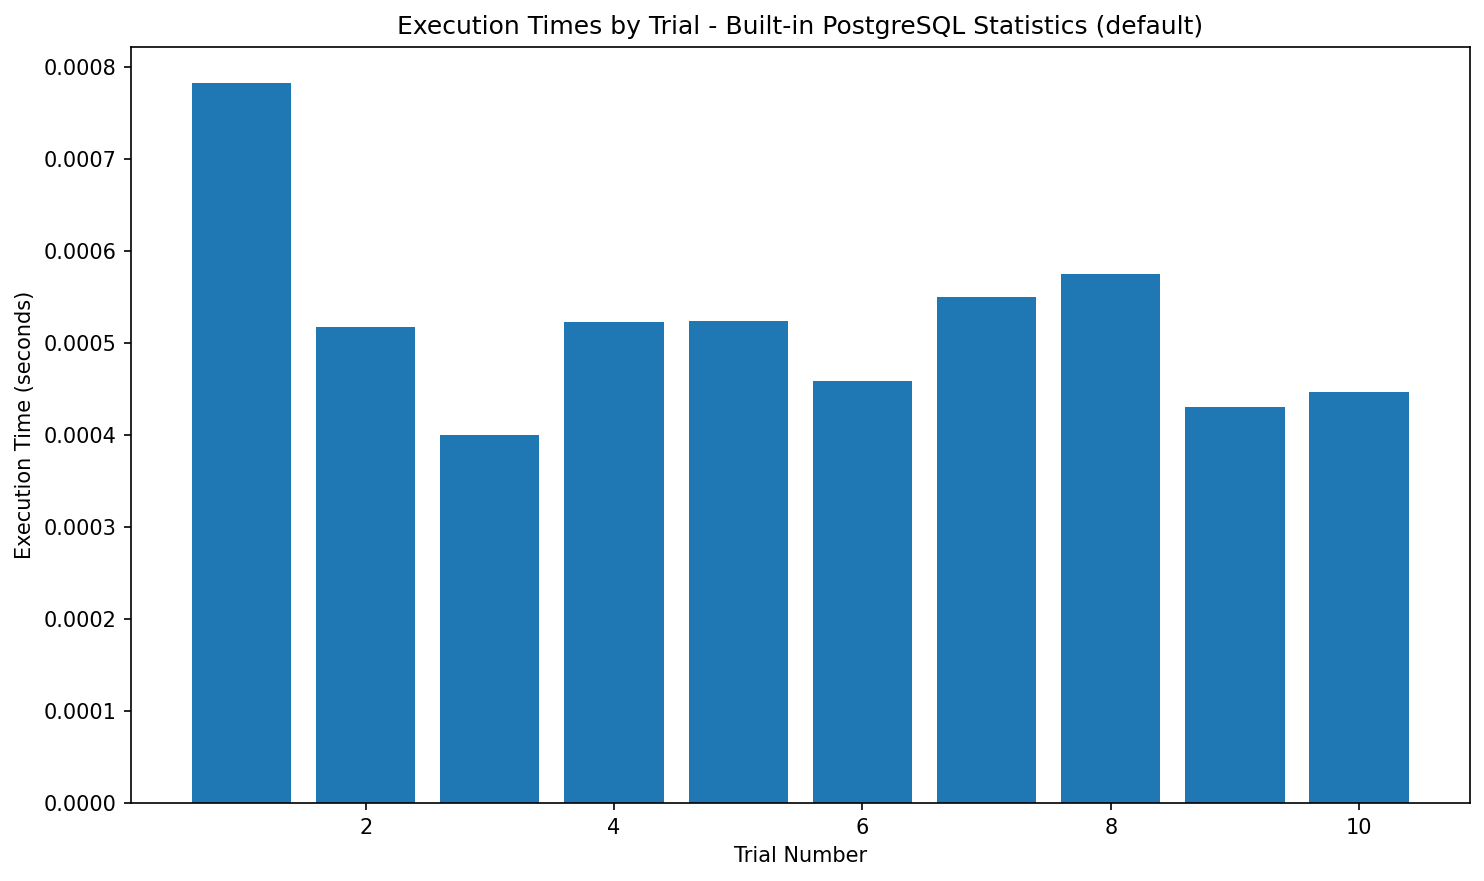 Execution Times by Trial - Built-in PostgreSQL Statistics (default)
Execution Time (seconds)
0.0008
0.0007
0.0006
0.0005
0.0004
0.0003
0.0002
0.0001
0.0000
2 4 6 8 10
Trial Number